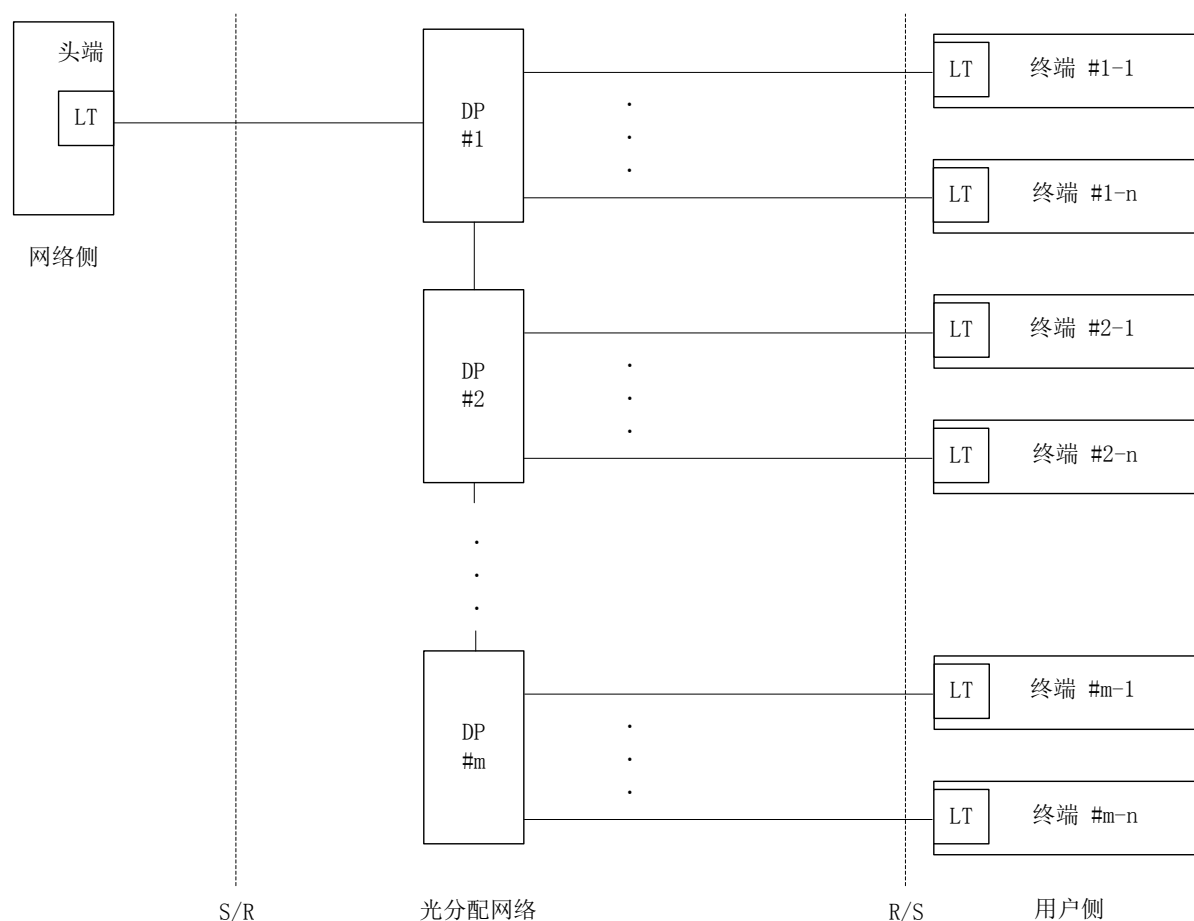 头端
LT
网络侧
DP
#1
LT
终端 #1-1
LT
终端 #1-n
DP
#2
LT
终端 #2-1
LT
终端 #2-n
DP
#m
LT
终端 #m-1
LT
终端 #m-n
S/R
光分配网络
R/S
用户侧